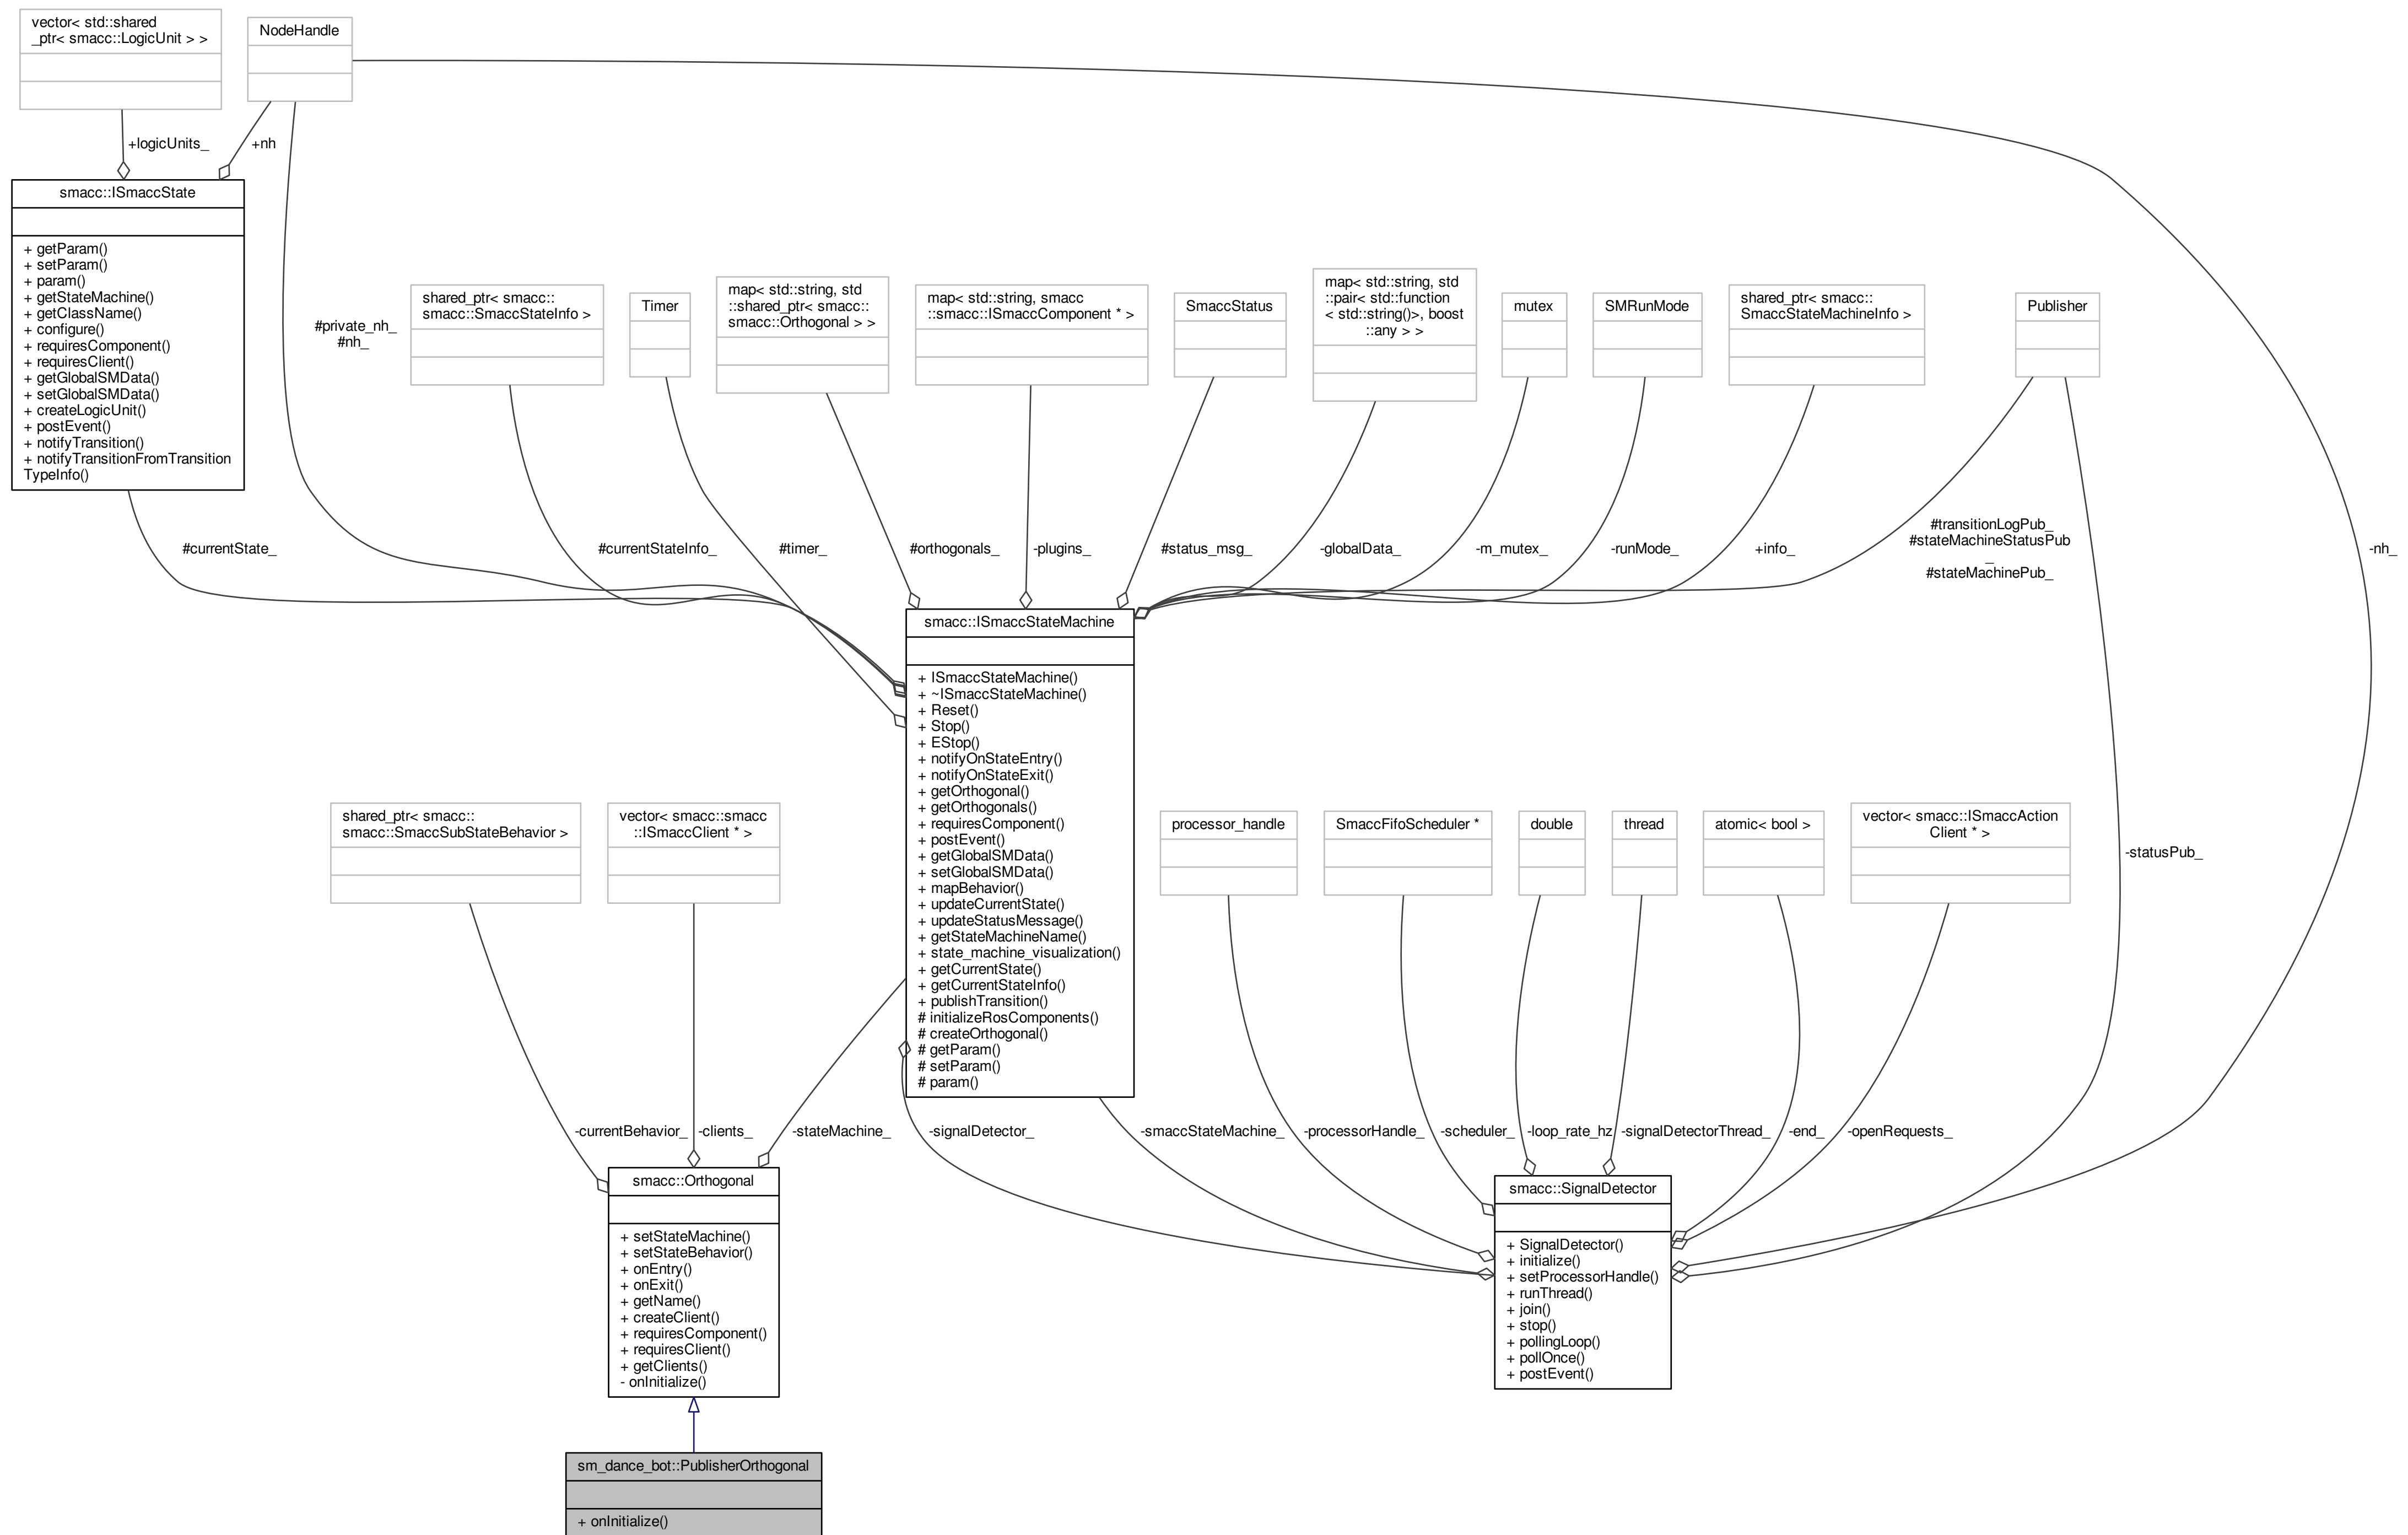 vector< std::shared
_ptr< smacc::LogicUnit > >
NodeHandle
+logicUnits_
+nh
smacc::ISmaccState
+ getParam()
+ setParam()
+ param()
+ getStateMachine()
+ getClassName()
+ configure()
+ requiresComponent()
+ requiresClient()
+ getGlobalSMData()
+ setGlobalSMData()
+ createLogicUnit()
+ postEvent()
+ notifyTransition()
+ notifyTransitionFromTransition
TypeInfo()
#private_nh_
#nh_
shared_ptr< smacc::
smacc::SmaccStateInfo >
Timer
map< std::string, std
::shared_ptr< smacc::
smacc::Orthogonal > >
map< std::string, smacc
::smacc::ISmaccComponent * >
SmaccStatus
map< std::string, std
::pair< std::function
< std::string()>, boost
::any > >
mutex
SMRunMode
shared_ptr< smacc::
SmaccStateMachineInfo >
Publisher
#currentState_
#currentStateInfo_
#timer_
#orthogonals_
-plugins_
#status_msg_
-globalData_
-m_mutex_
-runMode_
+info_
#transitionLogPub_
#stateMachineStatusPub
_
#stateMachinePub_
-nh_
smacc::ISmaccStateMachine
+ ISmaccStateMachine()
+ ~ISmaccStateMachine()
+ Reset()
+ Stop()
+ EStop()
+ notifyOnStateEntry()
+ notifyOnStateExit()
+ getOrthogonal()
+ getOrthogonals()
+ requiresComponent()
+ postEvent()
+ getGlobalSMData()
+ setGlobalSMData()
+ mapBehavior()
+ updateCurrentState()
+ updateStatusMessage()
+ getStateMachineName()
+ state_machine_visualization()
+ getCurrentState()
+ getCurrentStateInfo()
+ publishTransition()
# initializeRosComponents()
# createOrthogonal()
# getParam()
# setParam()
# param()
shared_ptr< smacc::
smacc::SmaccSubStateBehavior >
vector< smacc::smacc
::ISmaccClient * >
processor_handle
SmaccFifoScheduler *
double
thread
atomic< bool >
vector< smacc::ISmaccAction
Client * >
-statusPub_
-currentBehavior_
-clients_
-stateMachine_
-signalDetector_
-smaccStateMachine_
-processorHandle_
-scheduler_
-loop_rate_hz
-signalDetectorThread_
-end_
-openRequests_
smacc::Orthogonal
+ setStateMachine()
+ setStateBehavior()
+ onEntry()
+ onExit()
+ getName()
+ createClient()
+ requiresComponent()
+ requiresClient()
+ getClients()
- onInitialize()
smacc::SignalDetector
+ SignalDetector()
+ initialize()
+ setProcessorHandle()
+ runThread()
+ join()
+ stop()
+ pollingLoop()
+ pollOnce()
+ postEvent()
sm_dance_bot::PublisherOrthogonal
+ onInitialize()